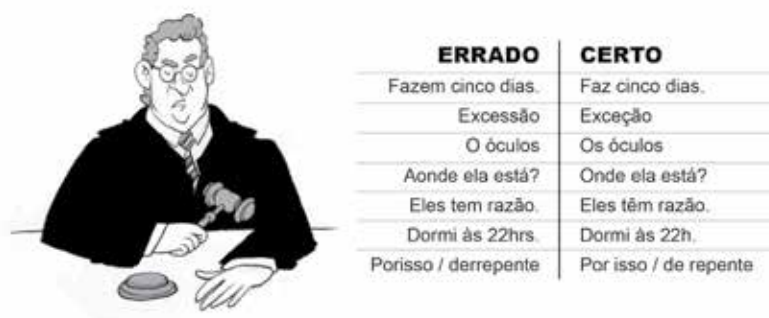 ERRADO CERTO
Fazem cinco dias. Faz cinco dias.
Excessão Exceção
O óculos Os óculos
Aonde ela está? Onde ela está?
Eles tem razão. Eles têm razão.
Dormi às 22hrs. Dormi às 22h.
Porisso / derrepente Por isso / de repente